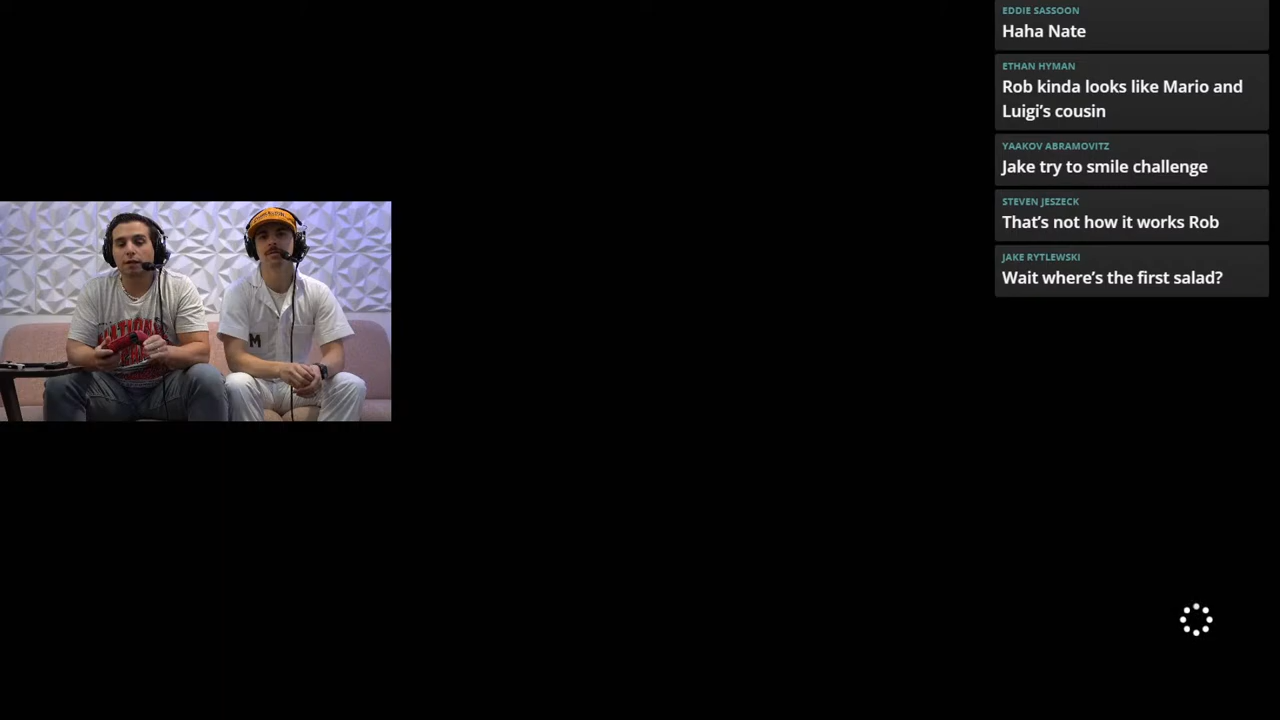 EDDIE SASSOON
Haha Nate
ETHAN HYMAN
Rob kinda looks like Mario and
Luigi’s cousin
YAAKOV ABRAMOVITZ
Jake try to smile challenge
STEVEN JESZECK
That’s not how it works Rob
JAKE RYTLEWSKI
Wait where’s the first salad?
M